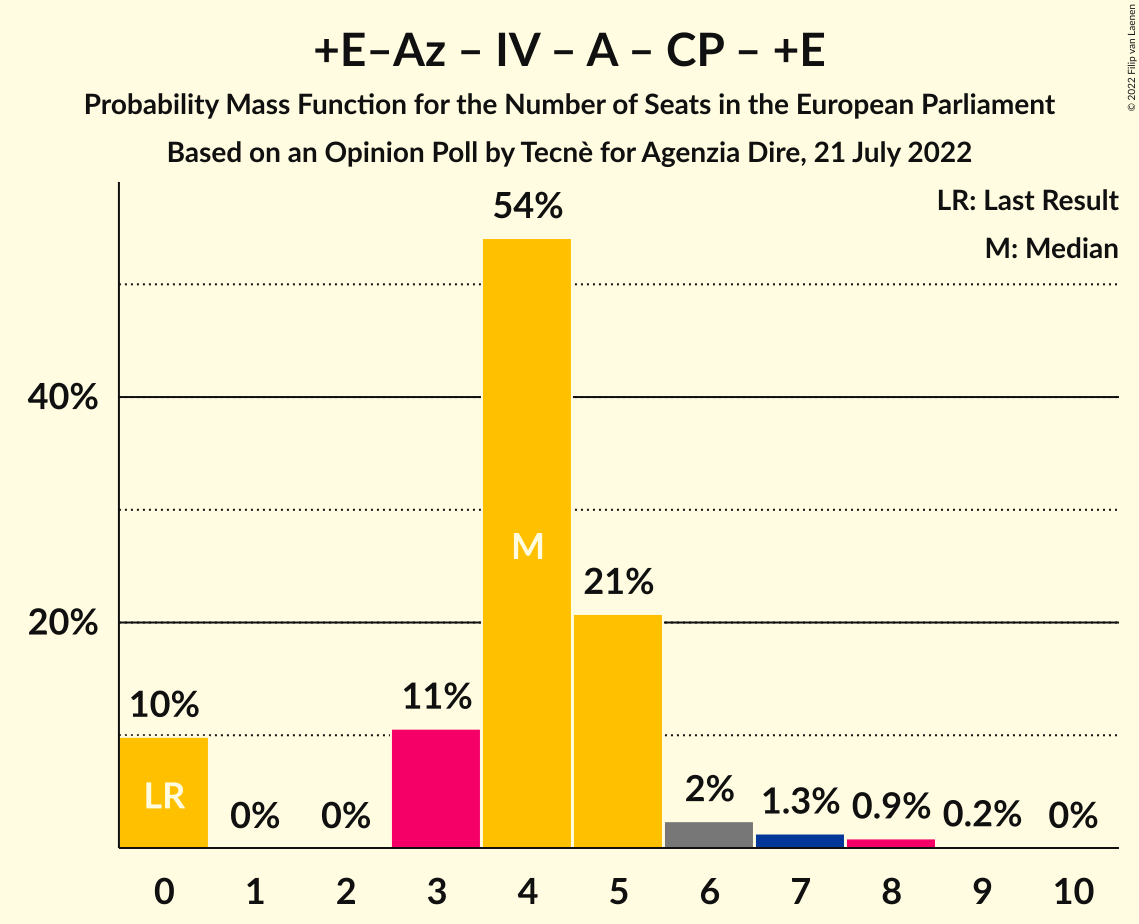 +E–Az – IV – A – CP – +E
Probability Mass Function for the Number of Seats in the European Parliament
Based on an Opinion Poll by Tecnè for Agenzia Dire, 21 July 2022
© 2022 Filip van Laenen
LR: Last Result
M: Median
54%
40%
M
21%
20%
10%
11%
LR
0%
0%
2%
1.3%
0.9%
0.2%
0%
0 1 2 3 4 5 6 7 8 9 10